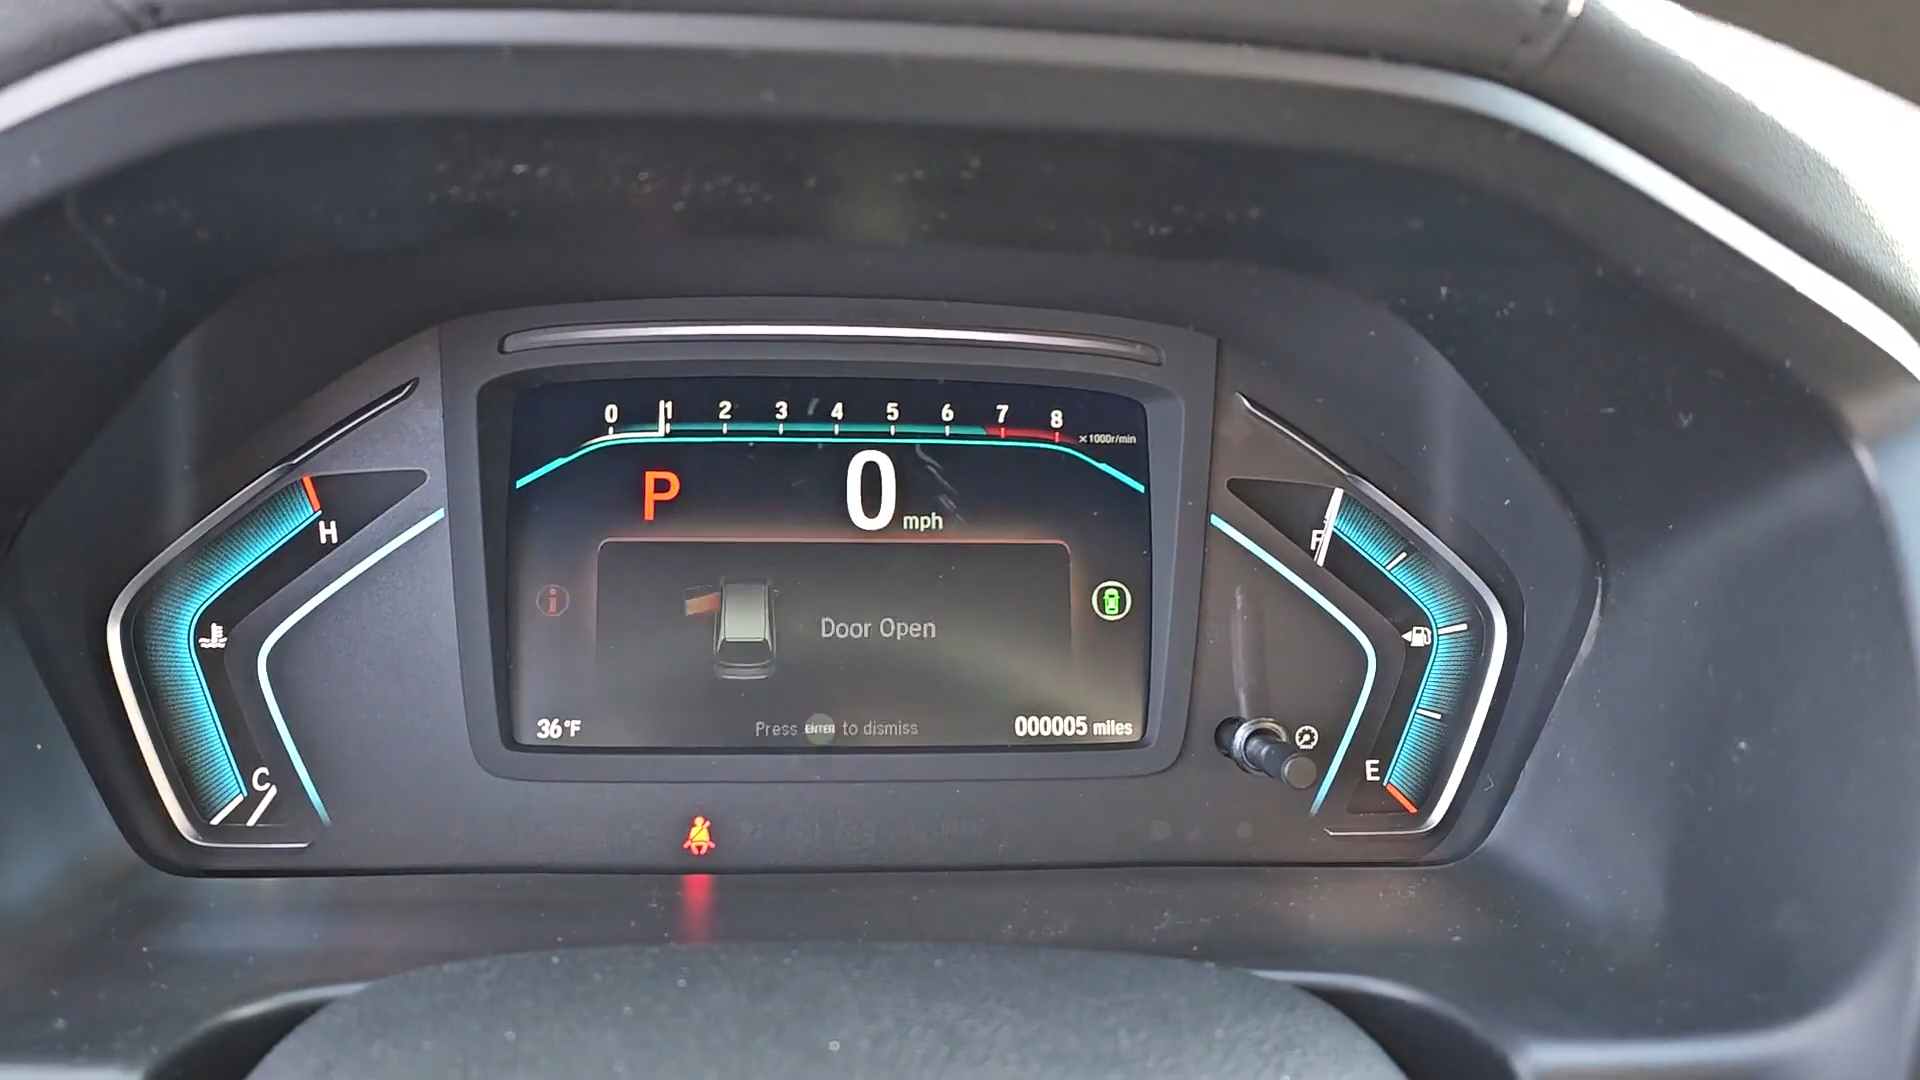 0 1 2 3 4 5 6 7 8
x1000r/min
P 0 mph
H
F
Door Open
36°F
Press ENTER to dismiss
000005 miles
C
E